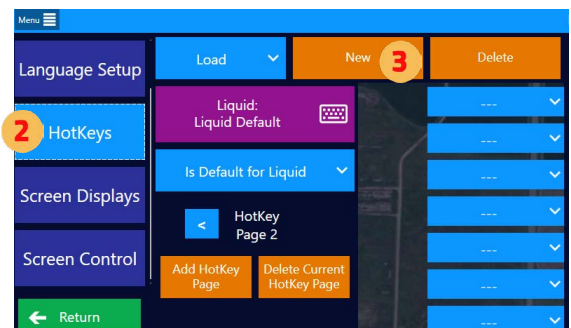 Menu
Language Setup
Load
New
3
Delete
Liquid:
Liquid Default
---
2
HotKeys
---
Is Default for Liquid
---
Screen Displays
<
HotKey
Page 2
---
---
Screen Control
Add HotKey
Page
Delete Current
HotKey Page
---
---
Return
---